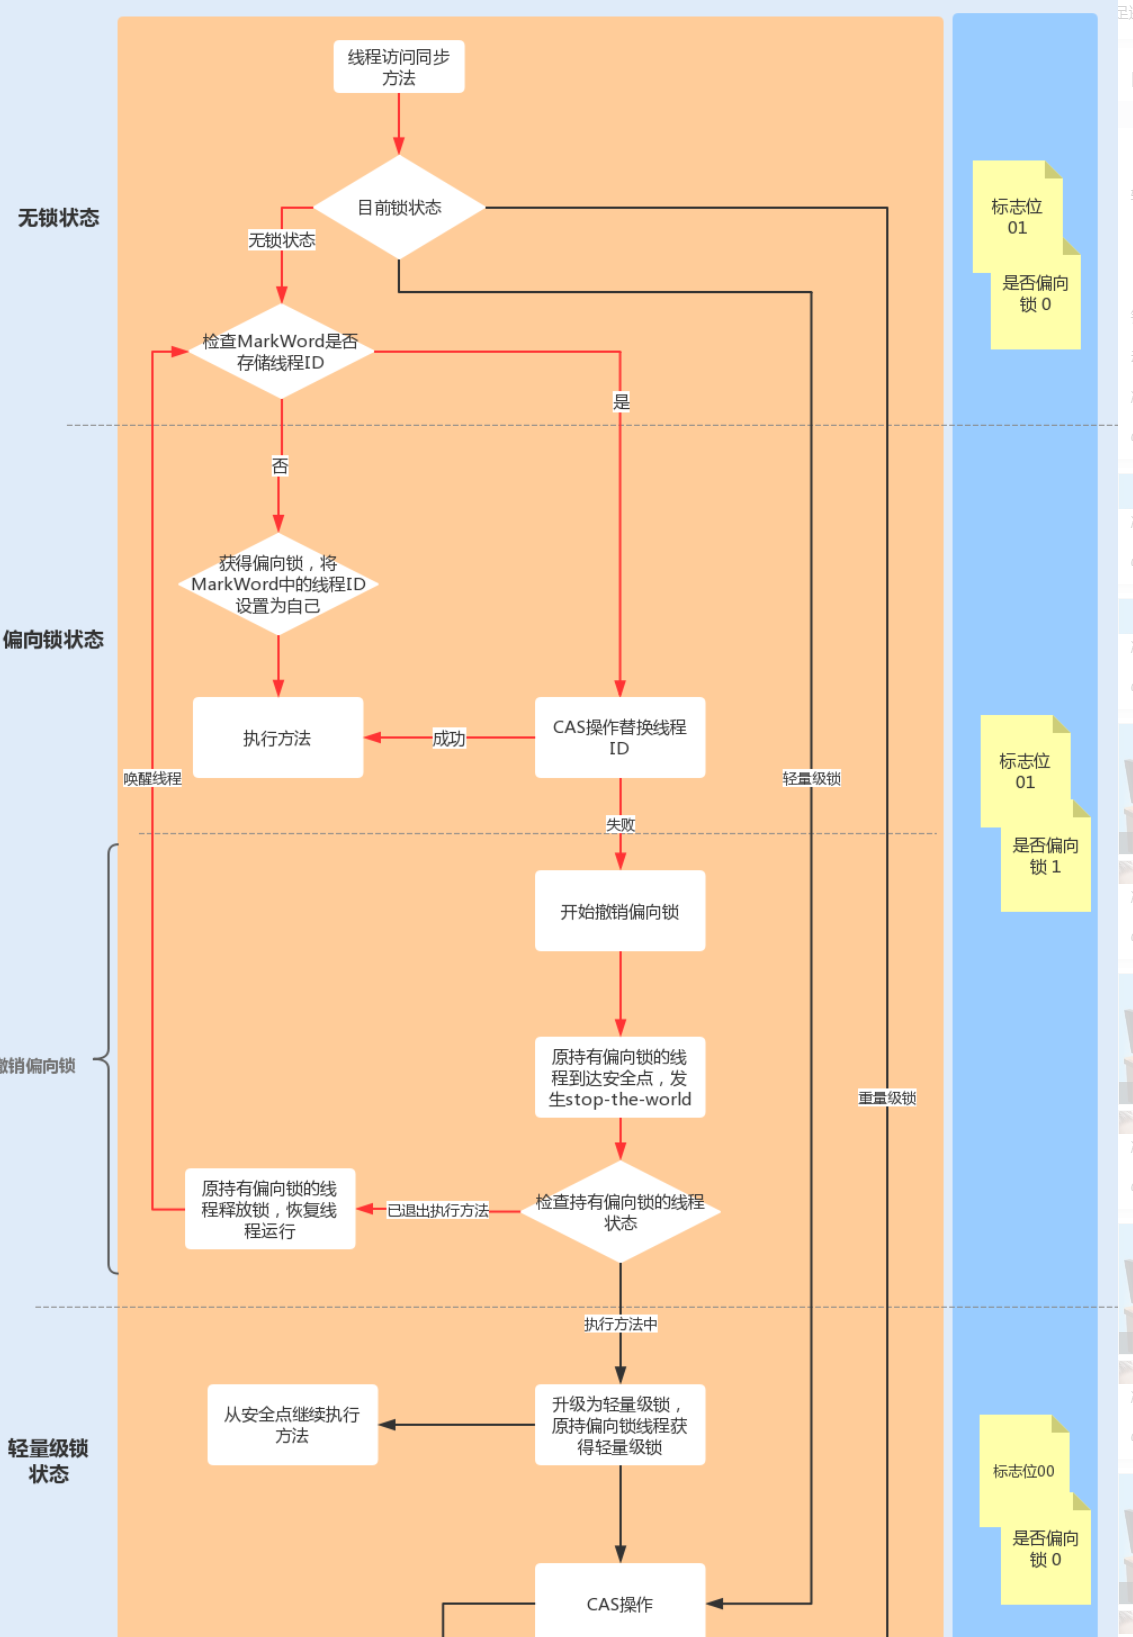 线程访问同步
方法
目前锁状态
无锁状态
无锁状态
标志位
01
是否偏向
锁 0
检查MarkWord是否
存储线程ID
是
否
获得偏向锁，将
MarkWord中的线程ID
设置为自己
偏向锁状态
执行方法
成功
CAS操作替换线程
ID
唤醒线程
轻量级锁
标志位
01
是否偏向
锁 1
失败
开始撤销偏向锁
原持有偏向锁的线
程到达安全点，发
生stop-the-world
撤销偏向锁
重量级锁
原持有偏向锁的线
程释放锁，恢复线
程运行
已退出执行方法
检查持有偏向锁的线程
状态
执行方法中
从安全点继续执行
方法
升级为轻量级锁，
原持偏向锁线程获
得轻量级锁
轻量级锁
状态
标志位00
是否偏向
锁 0
CAS操作